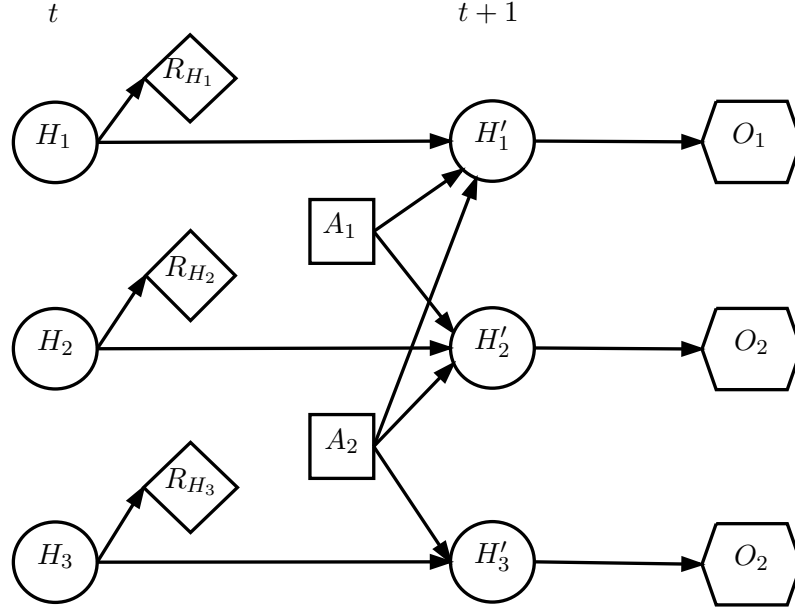 t t + 1
R_{H_1}
H_1 H'_1 O_1
A_1
R_{H_2}
H_2 H'_2 O_2
A_2
R_{H_3}
H_3 H'_3 O_2